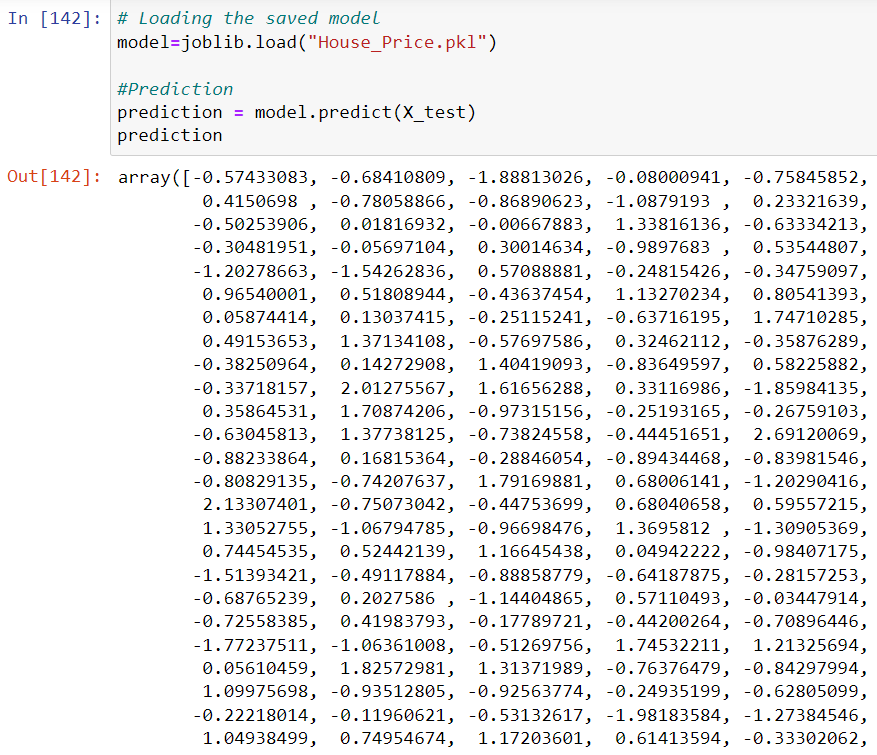 In [142]: # Loading the saved model
model=joblib.load("House_Price.pkl")
#Prediction
prediction = model.predict(X_test)
prediction
Out[142]: array([-0.57433083, -0.68410809, -1.88813026, -0.08000941, -0.75845852,
0.4150698 , -0.78058866, -0.86890623, -1.0879193 , 0.23321639,
-0.50253906, 0.01816932, -0.00667883, 1.33816136, -0.63334213,
-0.30481951, -0.05697104, 0.30014634, -0.9897683 , 0.53544807,
-1.20278663, -1.54262836, 0.57088881, -0.24815426, -0.34759097,
0.96540001, 0.51808944, -0.43637454, 1.13270234, 0.80541393,
0.05874414, 0.13037415, -0.25115241, -0.63716195, 1.74710285,
0.49153653, 1.37134108, -0.57697586, 0.32462112, -0.35876289,
-0.38250964, 0.14272908, 1.40419093, -0.83649597, 0.58225882,
-0.33718157, 2.01275567, 1.61656288, 0.33116986, -1.85984135,
0.35864531, 1.70874206, -0.97315156, -0.25193165, -0.26759103,
-0.63045813, 1.37738125, -0.73824558, -0.44451651, 2.69120069,
-0.88233864, 0.16815364, -0.28846054, -0.89434468, -0.83981546,
-0.80829135, -0.74207637, 1.79169881, 0.68006141, -1.20290416,
2.13307401, -0.75073042, -0.44753699, 0.68040658, 0.59557215,
1.33052755, -1.06794785, -0.96698476, 1.3695812 , -1.30905369,
0.74454535, 0.52442139, 1.16645438, 0.04942222, -0.98407175,
-1.51393421, -0.49117884, -0.88858779, -0.64187875, -0.28157253,
-0.68765239, 0.2027586 , -1.14404865, 0.57110493, -0.03447914,
-0.72558385, 0.41983793, -0.17789721, -0.44200264, -0.70896446,
-1.77237511, -1.06361008, -0.51269756, 1.74532211, 1.21325694,
0.05610459, 1.82572981, 1.31371989, -0.76376479, -0.84297994,
1.09975698, -0.93512805, -0.92563774, -0.24935199, -0.62805099,
-0.22218014, -0.11960621, -0.53132617, -1.98183584, -1.27384546,
1.04938499, 0.74954674, 1.17203601, 0.61413594, -0.33302062,